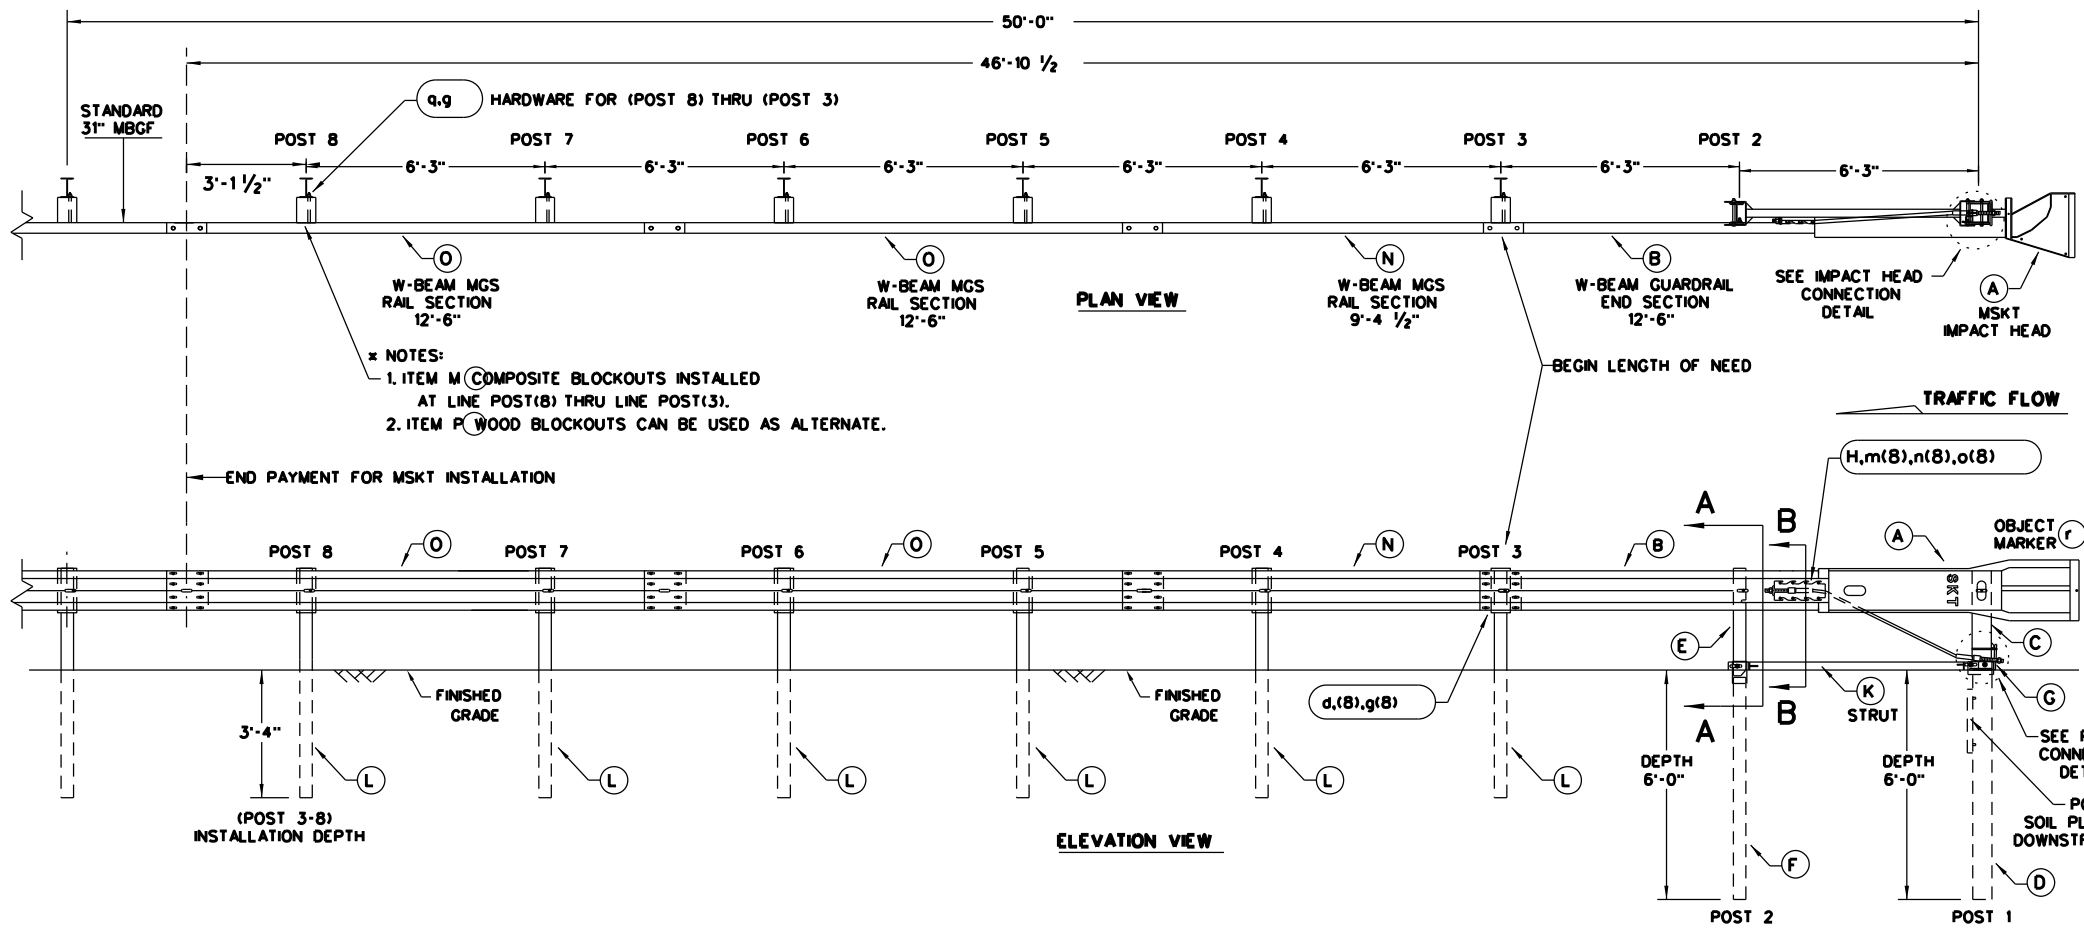 50'-0"
46'-10 1/2
q,g HARDWARE FOR (POST 8) THRU (POST 3)
STANDARD
31" MBGF
POST 8
POST 7
POST 6
POST 5
POST 4
POST 3
POST 2
3'-1 1/2"
6'-3"
6'-3"
6'-3"
6'-3"
6'-3"
6'-3"
6'-3"
O
W-BEAM MGS
RAIL SECTION
12'-6"
O
W-BEAM MGS
RAIL SECTION
12'-6"
PLAN VIEW
N
W-BEAM MGS
RAIL SECTION
9'-4 1/2"
B
W-BEAM GUARDRAIL
END SECTION
12'-6"
SEE IMPACT HEAD
CONNECTION
DETAIL
A
MSKT
IMPACT HEAD
* NOTES:
1. ITEM M COMPOSITE BLOCKOUTS INSTALLED
AT LINE POST(8) THRU LINE POST(3).
2. ITEM P WOOD BLOCKOUTS CAN BE USED AS ALTERNATE.
BEGIN LENGTH OF NEED
TRAFFIC FLOW
END PAYMENT FOR MSKT INSTALLATION
H,m(8),n(8),o(8)
A
B
OBJECT
MARKER r
POST 8
O
POST 7
POST 6
O
POST 5
POST 4
N
POST 3
B
A
SKT
E
C
FINISHED
GRADE
FINISHED
GRADE
d,(8),g(8)
A
B
K
STRUT
G
3'-4"
L
L
L
L
L
L
DEPTH
6'-0"
DEPTH
6'-0"
SEE
CONNE
DET
PO
SOIL PL
DOWNSTR
(POST 3-8)
INSTALLATION DEPTH
ELEVATION VIEW
F
D
POST 2
POST 1